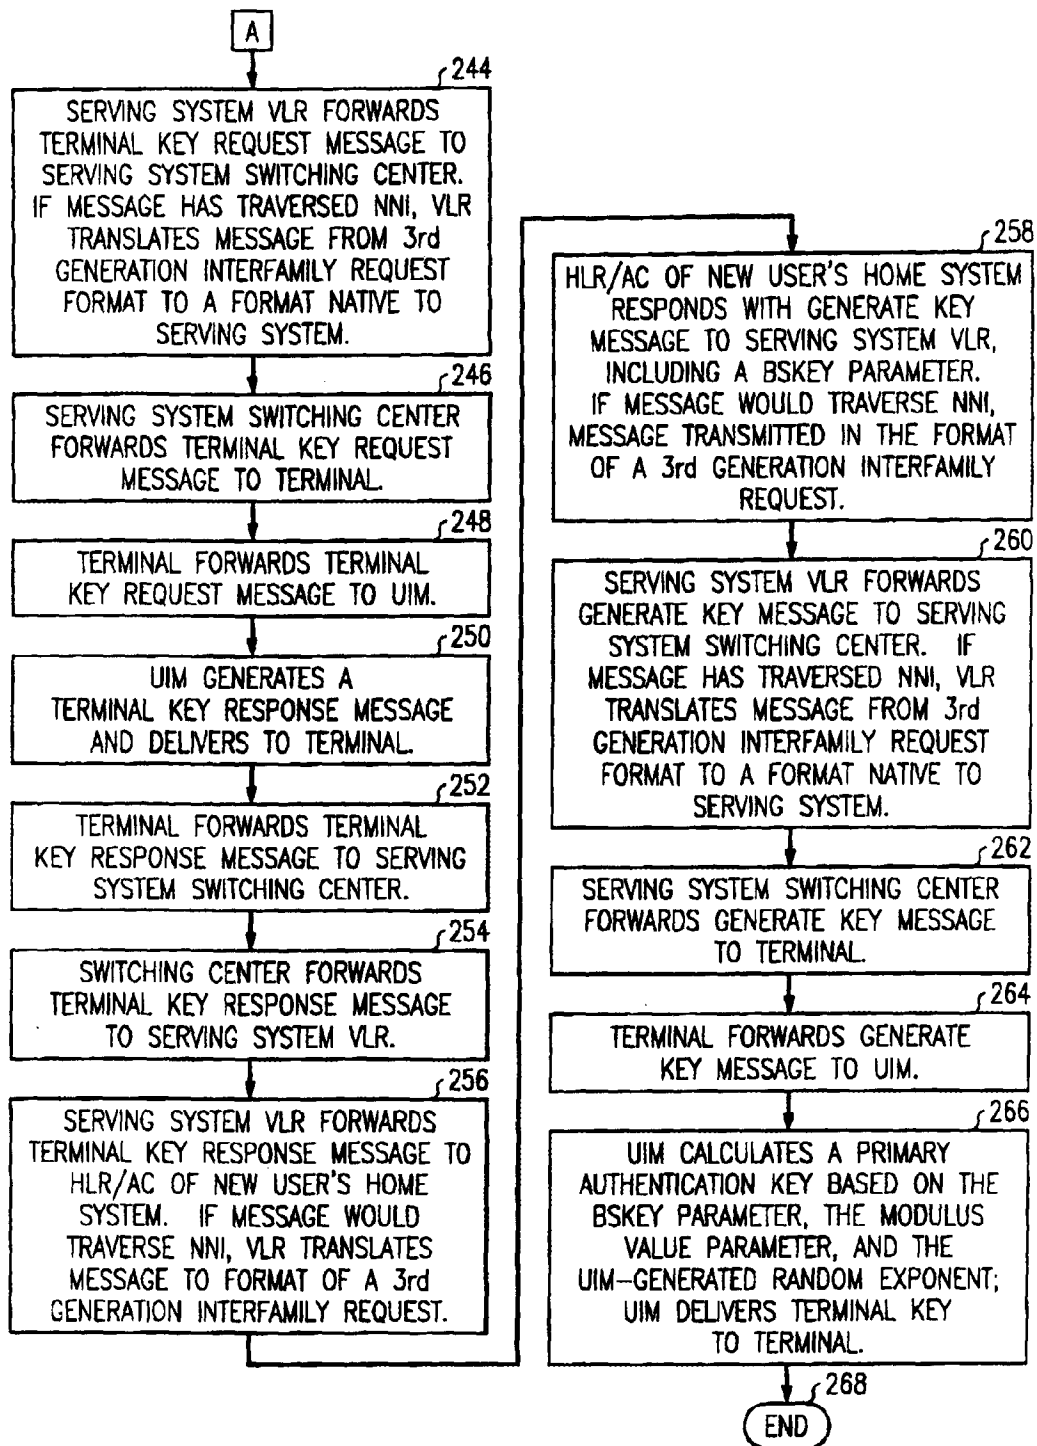 A
244
SERVING SYSTEM VLR FORWARDS
TERMINAL KEY REQUEST MESSAGE TO
SERVING SYSTEM SWITCHING CENTER.
IF MESSAGE HAS TRAVERSED NNI, VLR
TRANSLATES MESSAGE FROM 3rd
GENERATION INTERFAMILY REQUEST
FORMAT TO A FORMAT NATIVE TO
SERVING SYSTEM.
246
SERVING SYSTEM SWITCHING CENTER
FORWARDS TERMINAL KEY REQUEST
MESSAGE TO TERMINAL.
248
TERMINAL FORWARDS TERMINAL
KEY REQUEST MESSAGE TO UIM.
250
UIM GENERATES A
TERMINAL KEY RESPONSE MESSAGE
AND DELIVERS TO TERMINAL.
252
TERMINAL FORWARDS TERMINAL
KEY RESPONSE MESSAGE TO SERVING
SYSTEM SWITCHING CENTER.
254
SWITCHING CENTER FORWARDS
TERMINAL KEY RESPONSE MESSAGE
TO SERVING SYSTEM VLR.
256
SERVING SYSTEM VLR FORWARDS
TERMINAL KEY RESPONSE MESSAGE TO
HLR/AC OF NEW USER'S HOME
SYSTEM. IF MESSAGE WOULD
TRAVERSE NNI, VLR TRANSLATES
MESSAGE TO FORMAT OF A 3rd
GENERATION INTERFAMILY REQUEST.
258
HLR/AC OF NEW USER'S HOME SYSTEM
RESPONDS WITH GENERATE KEY
MESSAGE TO SERVING SYSTEM VLR,
INCLUDING A BSKEY PARAMETER.
IF MESSAGE WOULD TRAVERSE NNI,
MESSAGE TRANSMITTED IN THE FORMAT
OF A 3rd GENERATION INTERFAMILY
REQUEST.
260
SERVING SYSTEM VLR FORWARDS
GENERATE KEY MESSAGE TO SERVING
SYSTEM SWITCHING CENTER. IF
MESSAGE HAS TRAVERSED NNI, VLR
TRANSLATES MESSAGE FROM 3rd
GENERATION INTERFAMILY REQUEST
FORMAT TO A FORMAT NATIVE TO
SERVING SYSTEM.
262
SERVING SYSTEM SWITCHING CENTER
FORWARDS GENERATE KEY MESSAGE
TO TERMINAL.
264
TERMINAL FORWARDS GENERATE
KEY MESSAGE TO UIM.
266
UIM CALCULATES A PRIMARY
AUTHENTICATION KEY BASED ON THE
BSKEY PARAMETER, THE MODULUS
VALUE PARAMETER, AND THE
UIM-GENERATED RANDOM EXPONENT;
UIM DELIVERS TERMINAL KEY
TO TERMINAL.
268
END